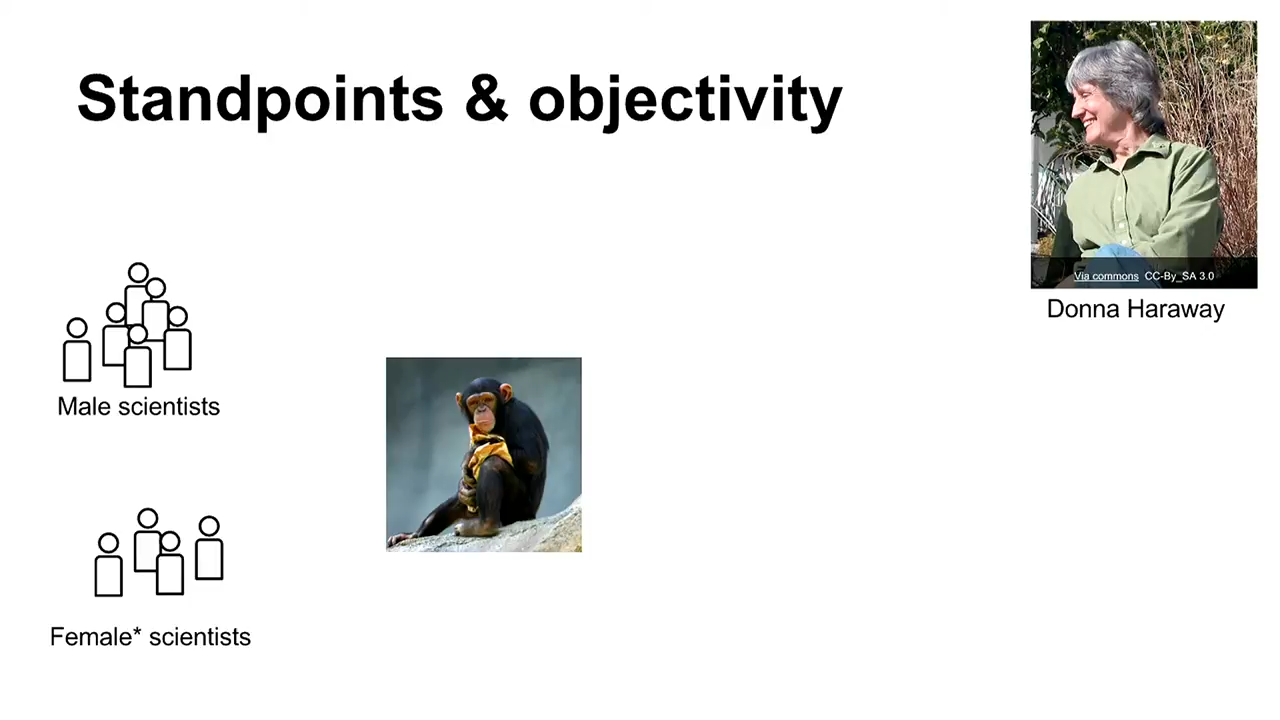 Standpoints & objectivity
Via commons CC-By_SA 3.0
Donna Haraway
Male scientists
Female* scientists